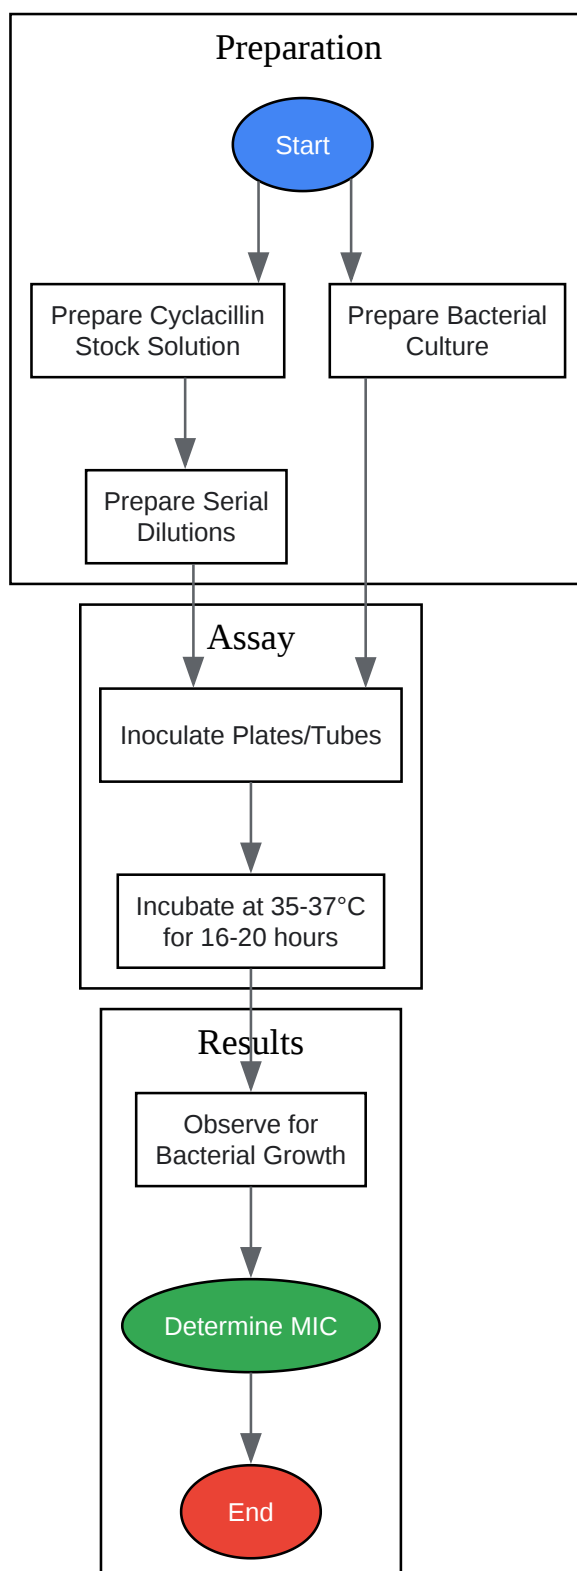 Preparation
Start
Prepare Cyclacillin
Stock Solution
Prepare Bacterial
Culture
Prepare Serial
Dilutions
Assay
Inoculate Plates/Tubes
Incubate at 35-37°C
for 16-20 hours
Results
Observe for
Bacterial Growth
Determine MIC
End